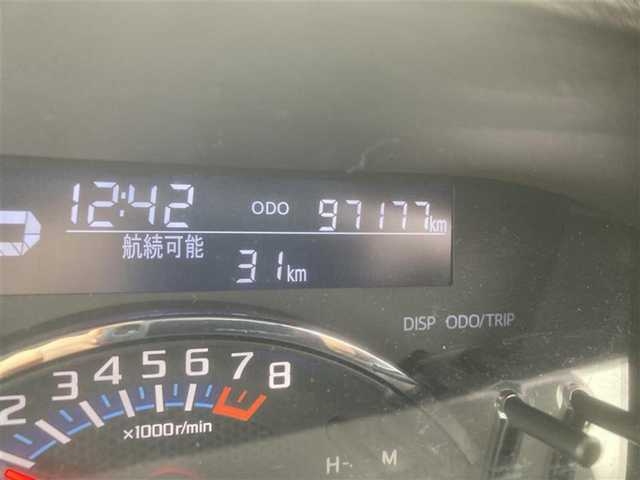 12:42 ODO 97177km
航続可能
31km
DISP ODO/TRIP
2 3 4 5 6 7 8
x1000 r/min
H- M